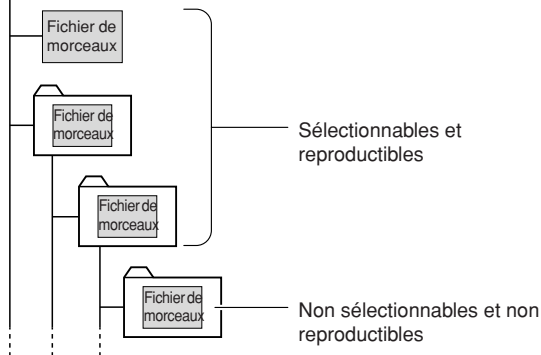 Fichier de
morceaux
Fichier de
morceaux
Sélectionnables et
reproductibles
Fichier de
morceaux
Fichier de
morceaux
Non sélectionnables et non
reproductibles